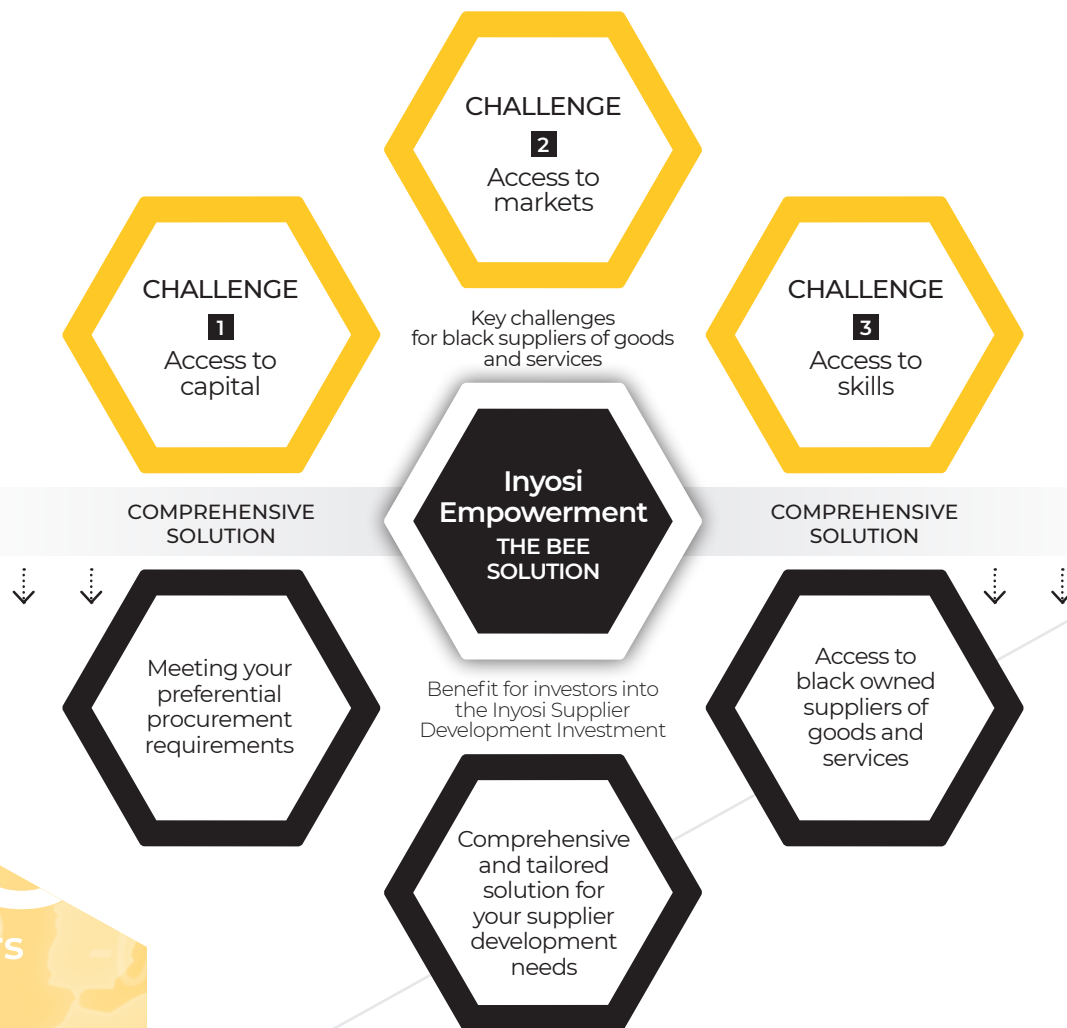 CHALLENGE
2
Access to
markets
CHALLENGE
1
Access to
capital
CHALLENGE
3
Access to
skills
Key challenges
for black suppliers of goods
and services
Inyosi
Empowerment
THE BEE
SOLUTION
COMPREHENSIVE
SOLUTION
COMPREHENSIVE
SOLUTION
Meeting your
preferential
procurement
requirements
Benefit for investors into
the Inyosi Supplier
Development Investment
Access to
black owned
suppliers of
goods and
services
Comprehensive
and tailored
solution for
your supplier
development
needs